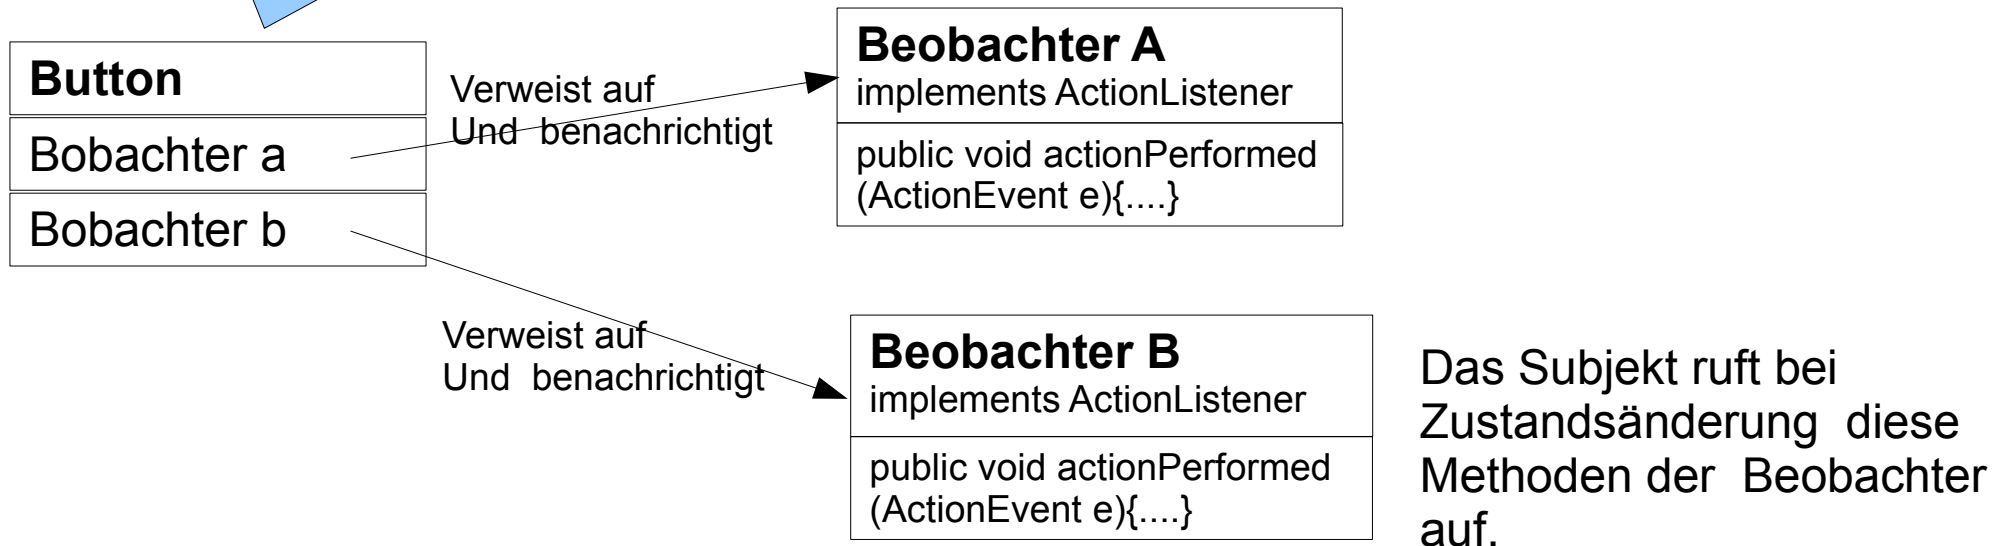 Button
Bobachter a
Bobachter b
Verweist auf
Und  benachrichtigt
Beobachter A
implements ActionListener
public void actionPerformed
(ActionEvent e){....}
Verweist auf
Und  benachrichtigt
Beobachter B
implements ActionListener
public void actionPerformed
(ActionEvent e){....}
Das Subjekt ruft bei
Zustandsänderung  diese
Methoden der  Beobachter
auf.